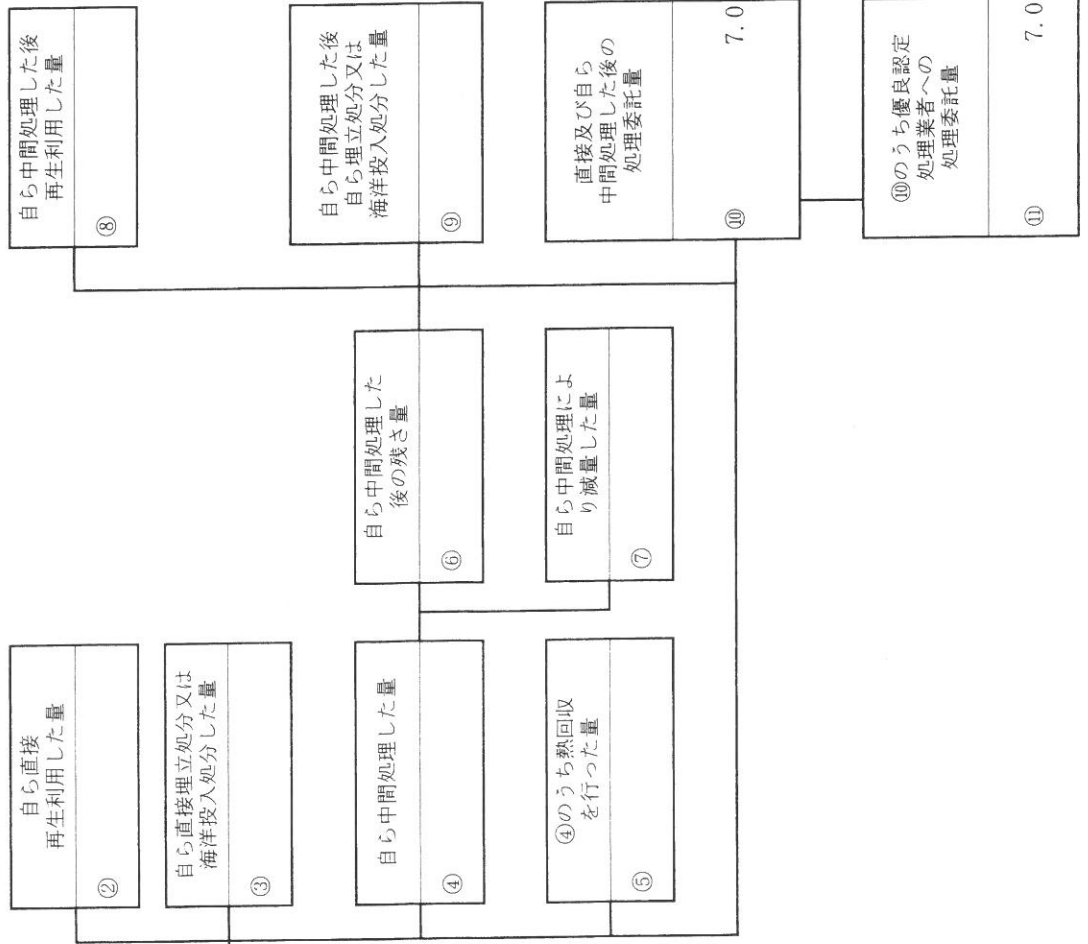 自ら直接
再生利用した量
②
自ら直接埋立処分又は
海洋投入処分した量
③
自ら中間処理した量
④
④のうち熱回収
を行った量
⑤
自ら中間処理した
後の残さ量
⑥
自ら中間処理によ
り減量した量
⑦
自ら中間処理した後
再生利用した量
⑧
自ら中間処理した後
自ら埋立処分又は
海洋投入処分した量
⑨
直接及び自ら
中間処理した後の
処理委託量
⑩
7.0
⑩のうち優良認定
処理業者への
処理委託量
⑪
7.0